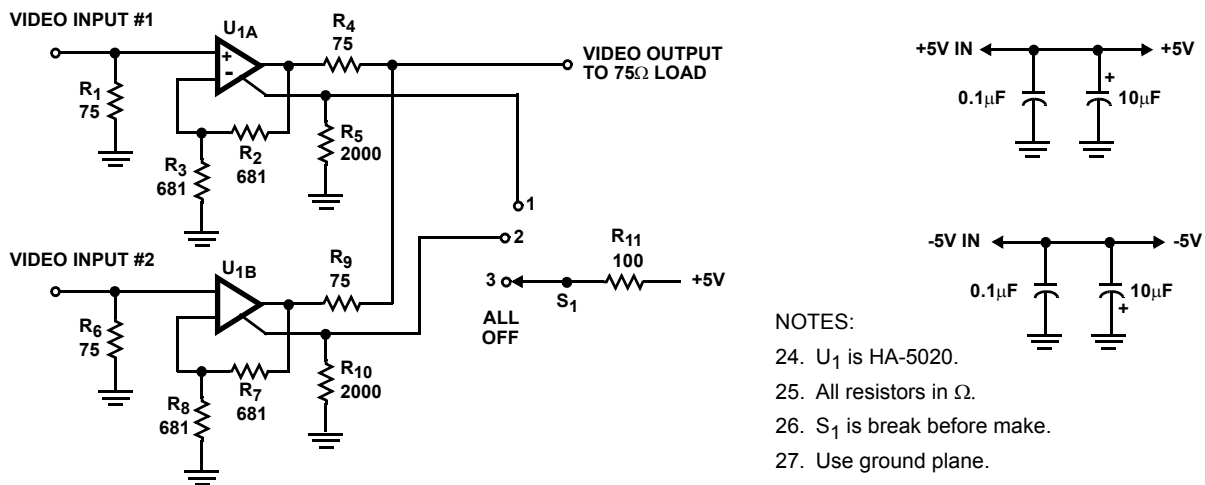 VIDEO INPUT #1
U1A
+
-
R4
75
VIDEO OUTPUT
TO 75Ω LOAD
R1
75
R2
681
R3
681
R5
2000
1
2
3
ALL
OFF
S1
R11
100
+5V
VIDEO INPUT #2
U1B
R9
75
R6
75
R7
681
R8
681
R10
2000
+5V IN
+5V
0.1μF
+
10μF
-5V IN
-5V
0.1μF
10μF
+
NOTES:
24. U1 is HA-5020.
25. All resistors in Ω.
26. S1 is break before make.
27. Use ground plane.